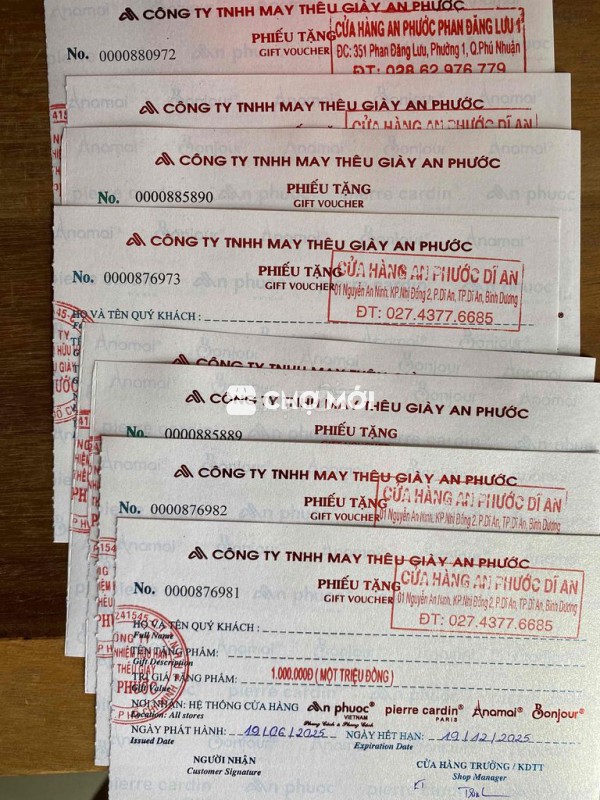 CÔNG TY TNHH MAY THÊU GIÀY AN PHƯỚC
No. 0000880972
PHIẾU TẶNG
GIFT VOUCHER
CỬA HÀNG AN PHƯỚC PHAN ĐĂNG LƯU 1
ĐC: 351 Phan Đăng Lưu, Phường 1, Q.Phú Nhuận
ĐT: 028 62 976 779
CÔNG TY TNHH MAY THÊU GIÀY AN PHƯỚC
CỬA HÀNG AN PHƯỚC DĨ AN
CÔNG TY TNHH MAY THÊU GIÀY AN PHƯỚC
No. 0000885890
PHIẾU TẶNG
GIFT VOUCHER
CÔNG TY TNHH MAY THÊU GIÀY AN PHƯỚC
No. 0000876973
PHIẾU TẶNG
GIFT VOUCHER
CỬA HÀNG AN PHƯỚC DĨ AN
01 Nguyễn An Ninh, KP.Nhị Đồng 2, P.Dĩ An, TP.Dĩ An, Bình Dương
ĐT: 027.4377.6685
HỌ VÀ TÊN QUÝ KHÁCH :
CÔNG TY TNHH MAY THÊU GIÀY AN PHƯỚC
CHỢ MỚI
CÔNG TY TNHH MAY THÊU GIÀY AN PHƯỚC
No. 0000885889
PHIẾU TẶNG
CÔNG TY TNHH MAY THÊU GIÀY AN PHƯỚC
No. 0000876982
PHIẾU TẶNG
GIFT VOUCHER
CỬA HÀNG AN PHƯỚC DĨ AN
01 Nguyễn An Ninh, KP.Nhị Đồng 2, P.Dĩ An, TP.Dĩ An, Bình Dương
CÔNG TY TNHH MAY THÊU GIÀY AN PHƯỚC
No. 0000876981
PHIẾU TẶNG
GIFT VOUCHER
CỬA HÀNG AN PHƯỚC DĨ AN
01 Nguyễn An Ninh, KP.Nhị Đồng 2, P.Dĩ An, TP.Dĩ An, Bình Dương
ĐT: 027.4377.6685
HỌ VÀ TÊN QUÝ KHÁCH :
Full Name
TÊN TẶNG PHẨM:
Gift Description
TRỊ GIÁ TẶNG PHẨM: 1.000.000Đ ( MỘT TRIỆU ĐỒNG)
Gift Value
NƠI NHẬN: HỆ THỐNG CỬA HÀNG An phuoc VIETNAM pierre cardin PARIS Anamai Bonjour
Location: All stores
NGÀY PHÁT HÀNH: 19/06/2025 NGÀY HẾT HẠN: 19/12/2025
Issued Date Expiration Date
NGƯỜI NHẬN CỬA HÀNG TRƯỞNG / KDTT
Customer Signature Shop Manager